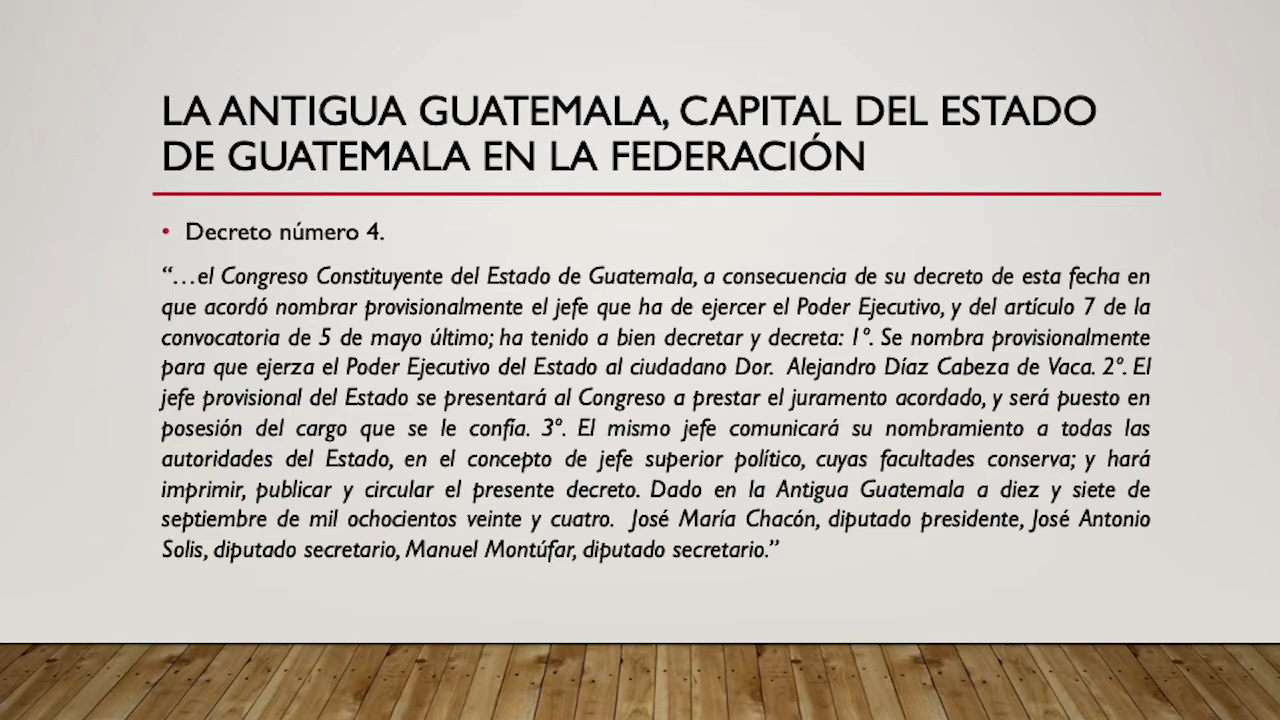 LA ANTIGUA GUATEMALA, CAPITAL DEL ESTADO
DE GUATEMALA EN LA FEDERACIÓN
• Decreto número 4.
“…el Congreso Constituyente del Estado de Guatemala, a consecuencia de su decreto de esta fecha en
que acordó nombrar provisionalmente el jefe que ha de ejercer el Poder Ejecutivo, y del artículo 7 de la
convocatoria de 5 de mayo último; ha tenido a bien decretar y decreta: 1°. Se nombra provisionalmente
para que ejerza el Poder Ejecutivo del Estado al ciudadano Dor. Alejandro Díaz Cabeza de Vaca. 2°. El
jefe provisional del Estado se presentará al Congreso a prestar el juramento acordado, y será puesto en
posesión del cargo que se le confía. 3º. El mismo jefe comunicará su nombramiento a todas las
autoridades del Estado, en el concepto de jefe superior político, cuyas facultades conserva; y hará
imprimir, publicar y circular el presente decreto. Dado en la Antigua Guatemala a diez y siete de
septiembre de mil ochocientos veinte y cuatro. José María Chacón, diputado presidente, José Antonio
Solis, diputado secretario, Manuel Montúfar, diputado secretario.”